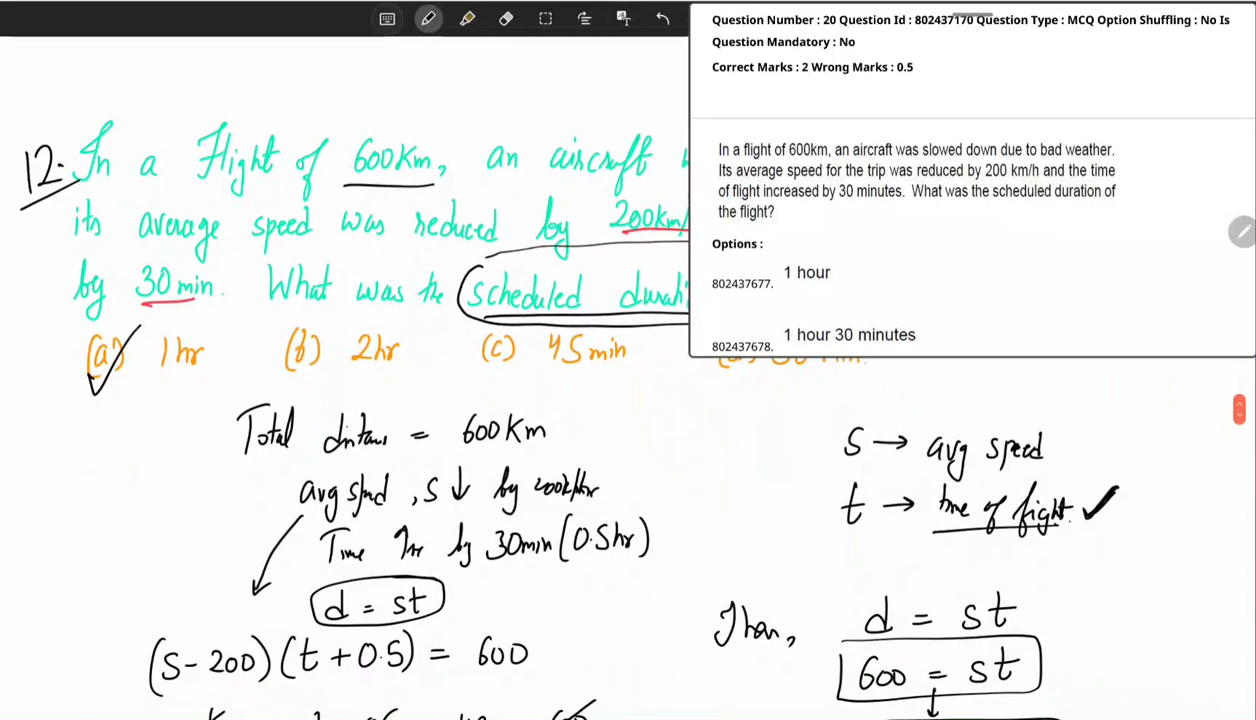 Question Number : 20 Question Id : 802437170 Question Type : MCQ Option Shuffling : No Is
Question Mandatory : No
Correct Marks : 2 Wrong Marks : 0.5
In a flight of 600km, an aircraft was slowed down due to bad weather.
Its average speed for the trip was reduced by 200 km/h and the time
of flight increased by 30 minutes. What was the scheduled duration of
the flight?
Options :
802437677. 1 hour
802437678. 1 hour 30 minutes
12. In a Flight of 600Km, an aircraft
its average speed was reduced by 200km/
by 30 min. What was the scheduled durati
(a) 1hr (b) 2hr (c) 45min
Total distan = 600Km
avg spd, S ↓ by 200k/hr
Time by 30min (0.5hr)
d = st
(S-200)(t+0.5) = 600
S → avg speed
t → time of fight.
Then, d = st
600 = st